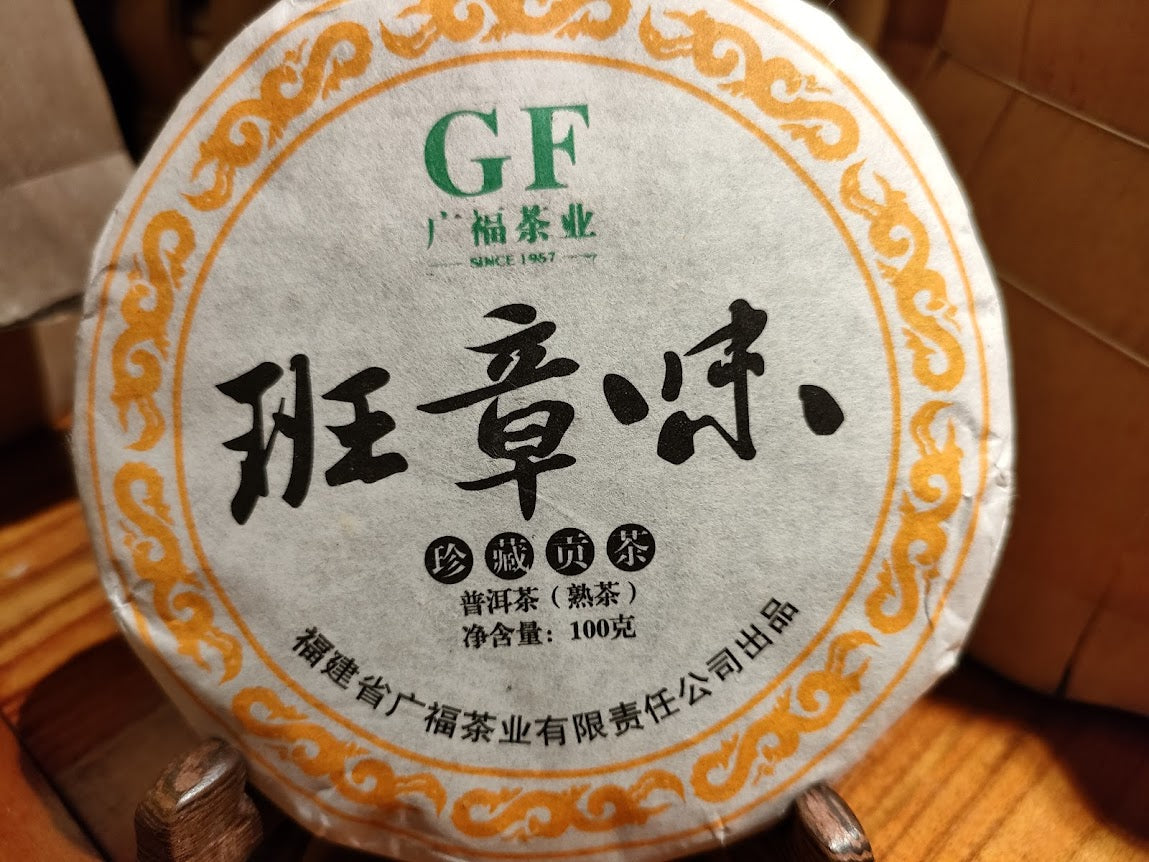 GF
广福茶业
SINCE 1957
班章味
珍藏贡茶
普洱茶（熟茶）
净含量：100克
福建省广福茶业有限责任公司出品